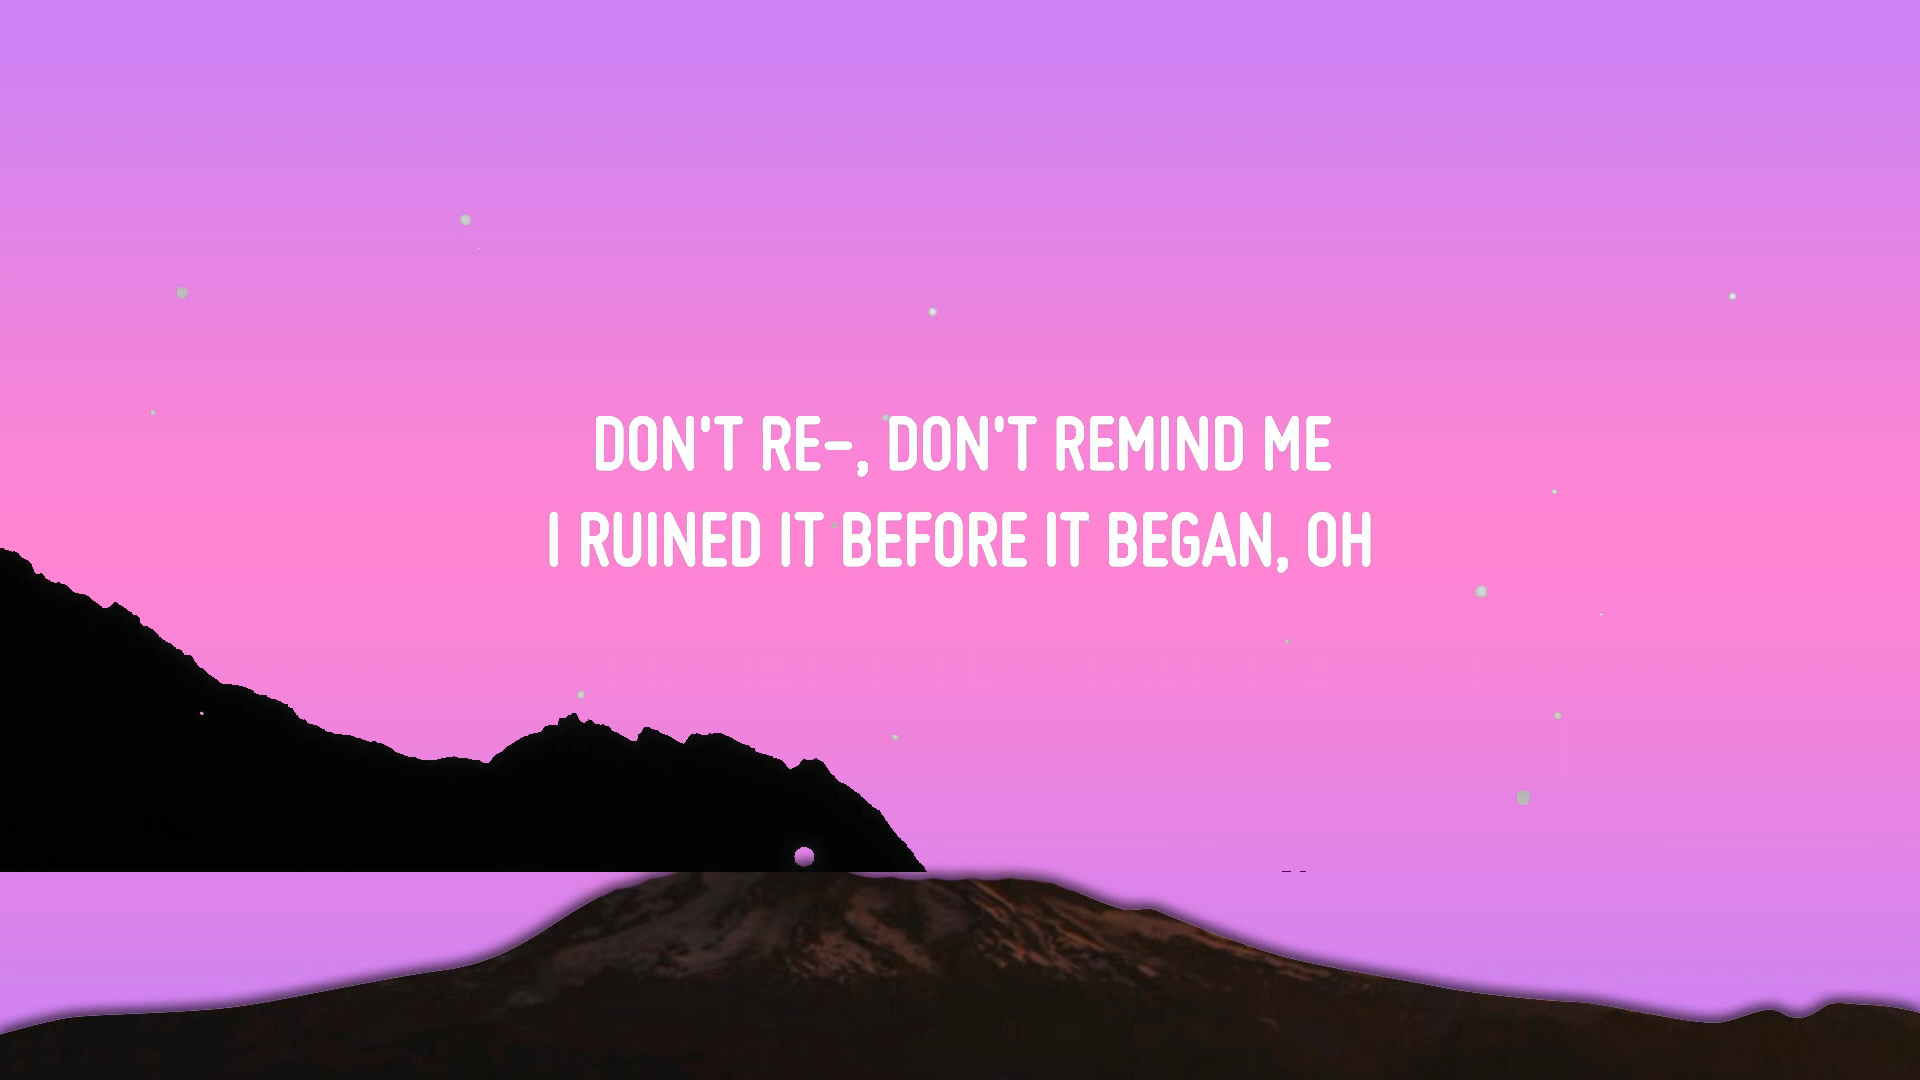 DON'T RE-, DON'T REMIND ME
I RUINED IT BEFORE IT BEGAN, OH